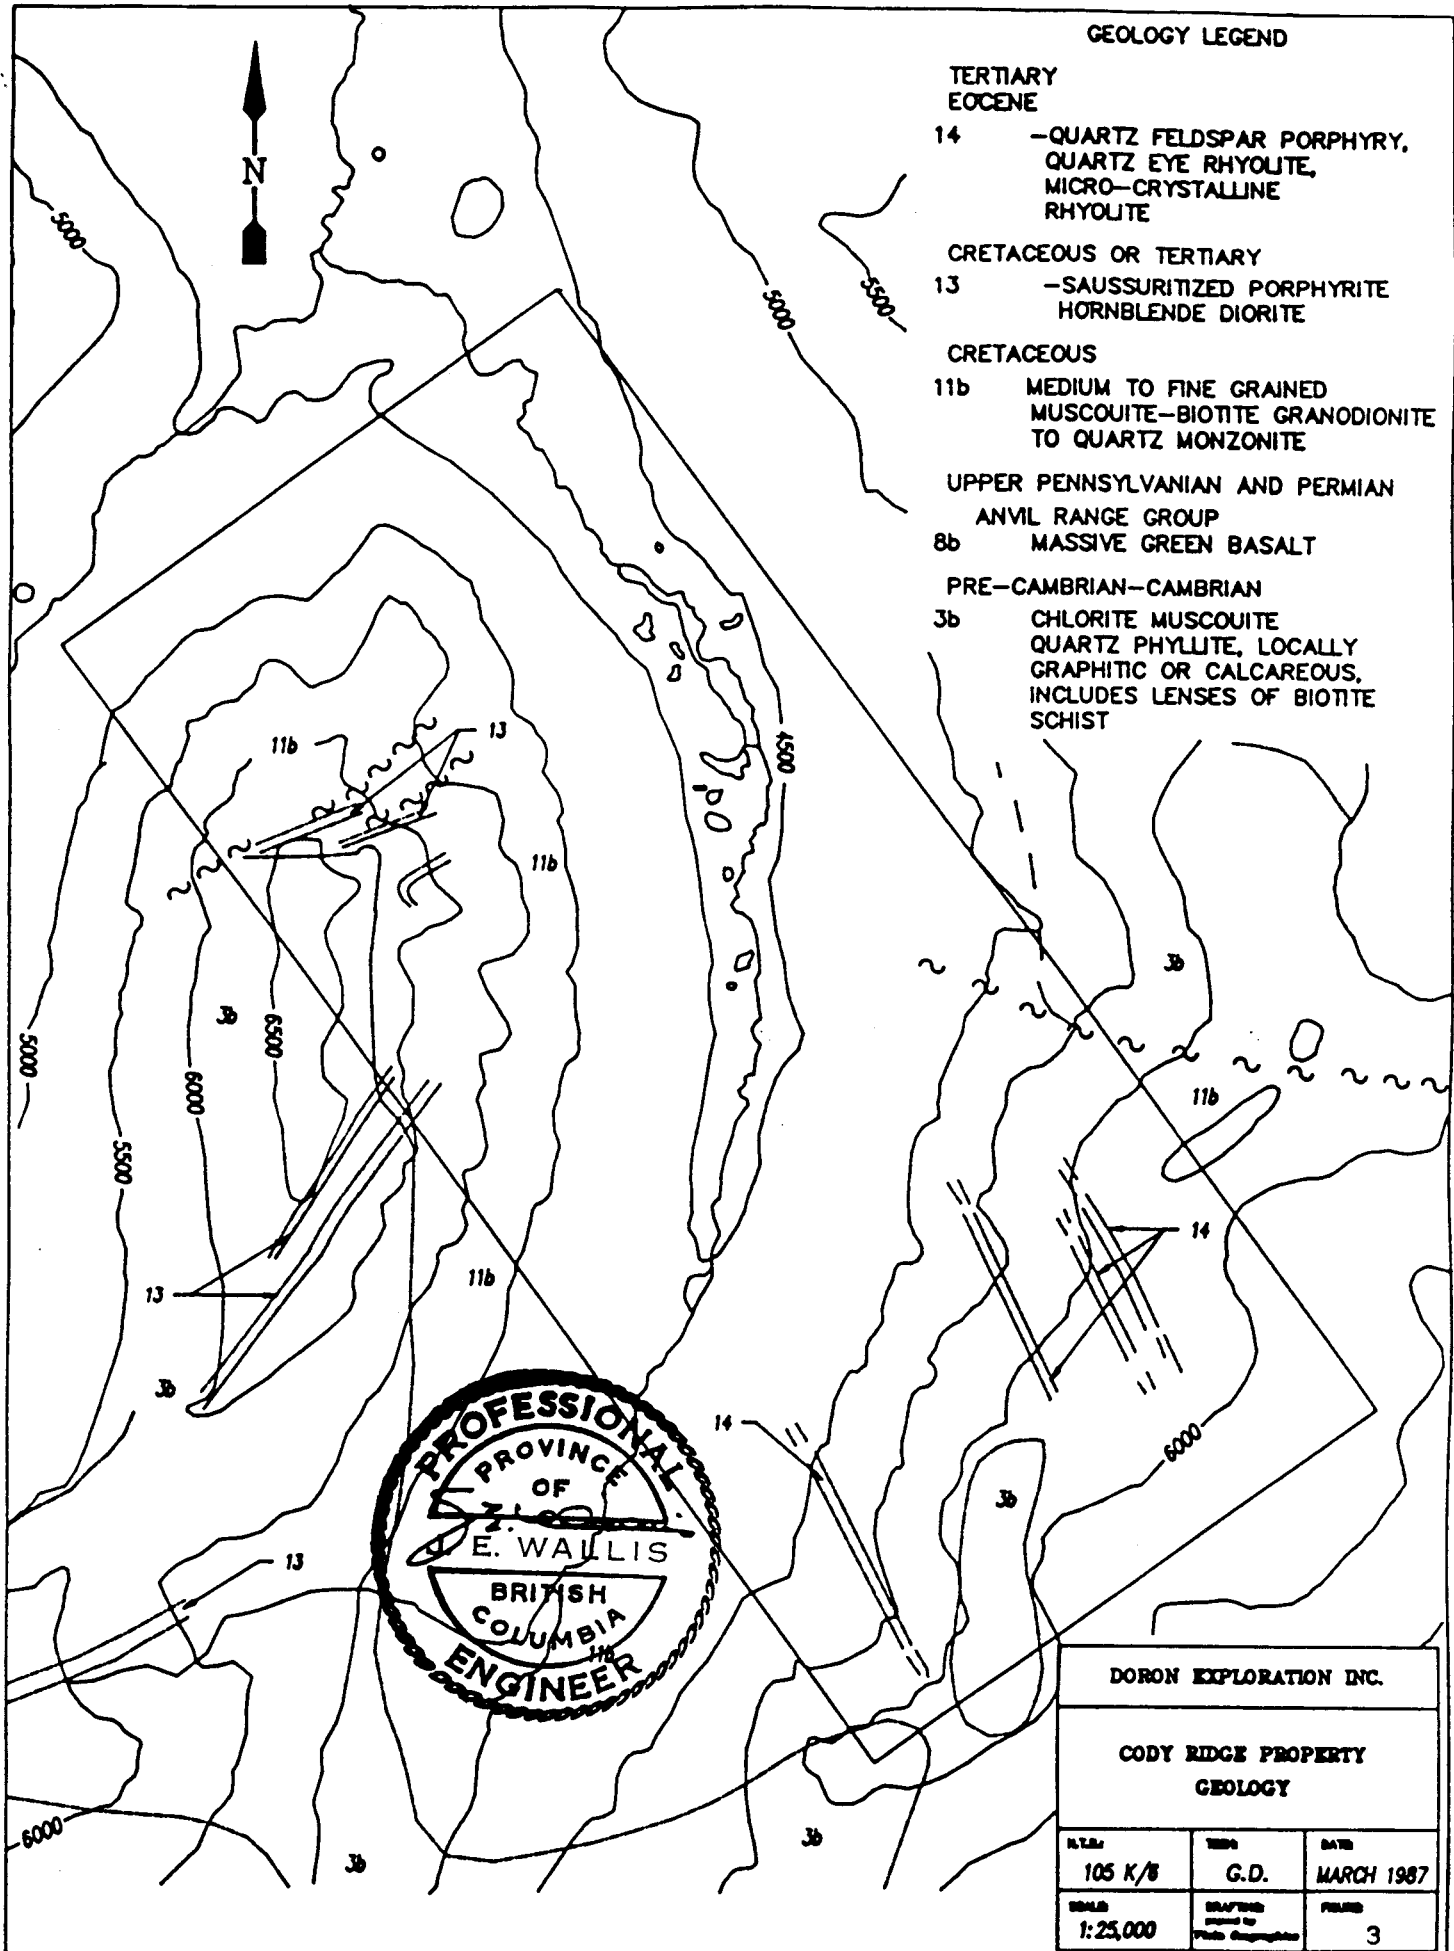 GEOLOGY LEGEND
TERTIARY
EOCENE
14 -QUARTZ FELDSPAR PORPHYRY,
QUARTZ EYE RHYOLITE,
MICRO-CRYSTALLINE
RHYOLITE
CRETACEOUS OR TERTIARY
13 -SAUSSURITIZED PORPHYRITE
HORNBLENDE DIORITE
CRETACEOUS
11b MEDIUM TO FINE GRAINED
MUSCOUITE-BIOTITE GRANODIONITE
TO QUARTZ MONZONITE
UPPER PENNSYLVANIAN AND PERMIAN
ANVIL RANGE GROUP
8b MASSIVE GREEN BASALT
PRE-CAMBRIAN-CAMBRIAN
3b CHLORITE MUSCOUITE
QUARTZ PHYLLITE, LOCALLY
GRAPHITIC OR CALCAREOUS,
INCLUDES LENSES OF BIOTITE
SCHIST
N
5000
5000
5500
11b
13
4500
11b
3b
3b
6500
5000
6000
11b
5500
14
11b
13
3b
14
6000
3b
13
11b
6000
3b
3b
PROFESSIONAL
PROVINCE
OF
J. E. WALLIS
BRITISH
COLUMBIA
ENGINEER
DORON EXPLORATION INC.
CODY RIDGE PROPERTY
GEOLOGY
N.T.S.:
105 K/8
G.D.
DATE:
MARCH 1987
SCALE:
1:25,000
DRAFTING:
FIGURE:
3